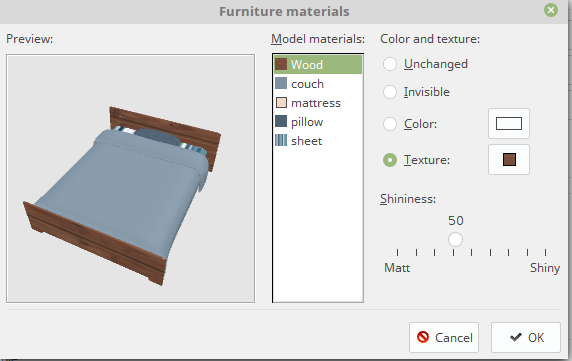 Furniture materials
Preview:
Model materials:
Wood
couch
mattress
pillow
sheet
Color and texture:
Unchanged
Invisible
Color:
Texture:
Shininess:
50
Matt Shiny
Cancel OK